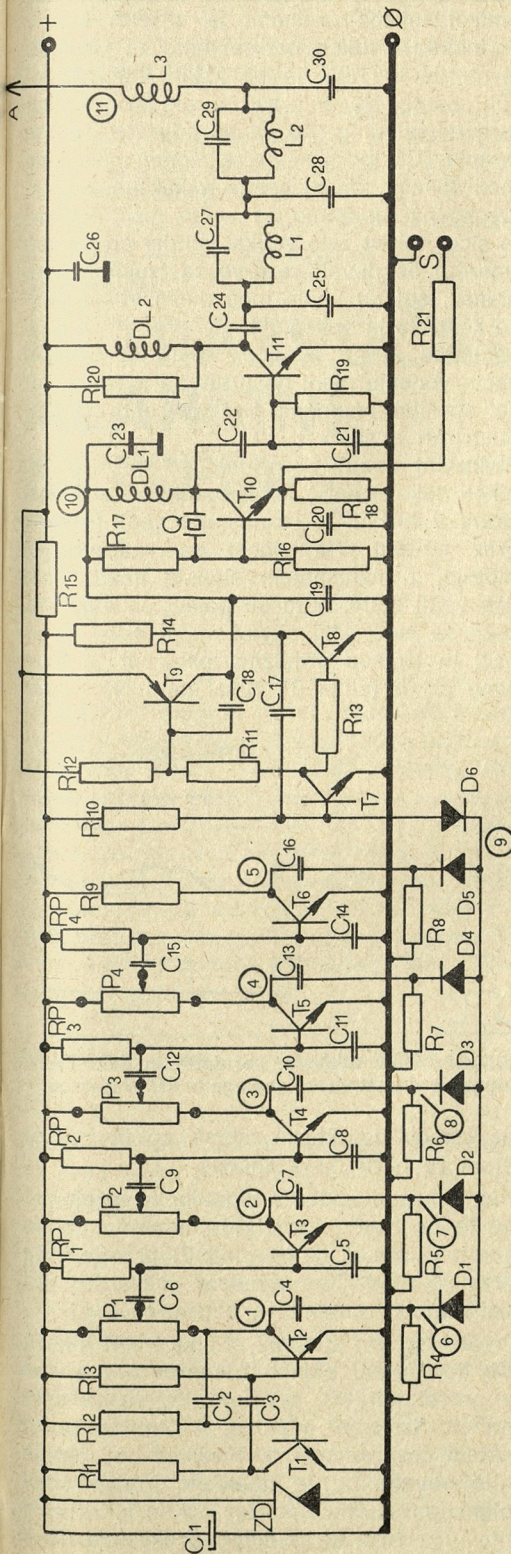 C1
ZD
R1
T1
R2
C2
C3
R3
T2
P1
1
C4
C6
RP
1
C5
T3
2
P2
C7
C9
RP
2
C8
T4
3
P3
C10
C12
RP
3
C11
T5
4
P4
C13
C15
RP
4
C14
T6
5
R9
C16
R4
6
D1
R5
7
D2
R6
8
D3
R7
D4
R8
D5
D6
9
R10
T7
R12
R11
T9
C18
C17
R13
T8
R14
R15
C19
10
R17
DL1
C23
Q
T10
R16
C20
R
18
C21
C22
R19
T11
R20
DL2
C24
C26
C25
R21
S
C27
L1
C28
C29
L2
C30
L3
11
A
+
Ø